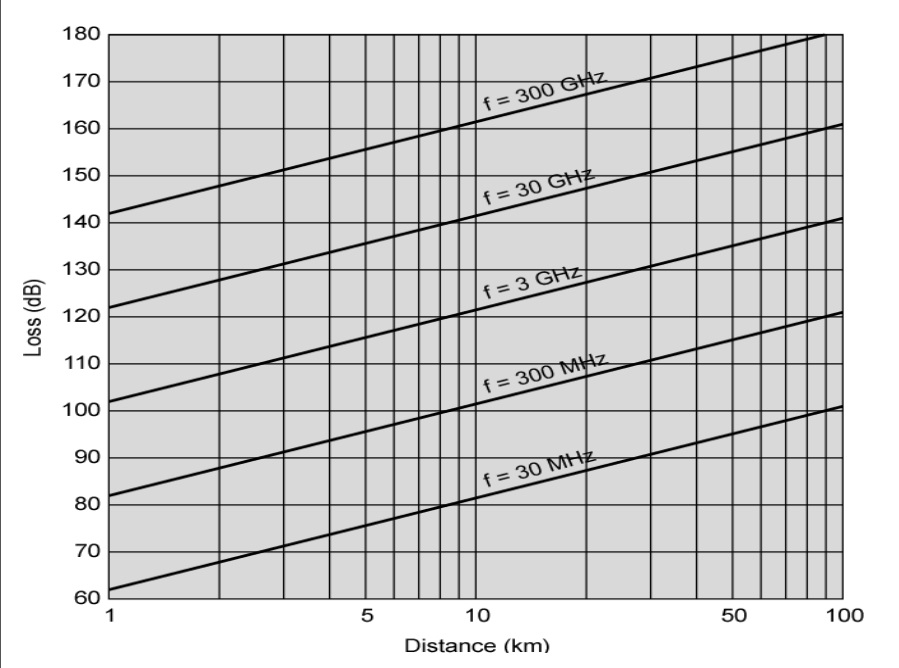 180
170
f = 300 GHz
160
150
f = 30 GHz
140
130
f = 3 GHz
120
110
f = 300 MHz
100
90
f = 30 MHz
80
70
60
Loss (dB)
1 5 10 50 100
Distance (km)